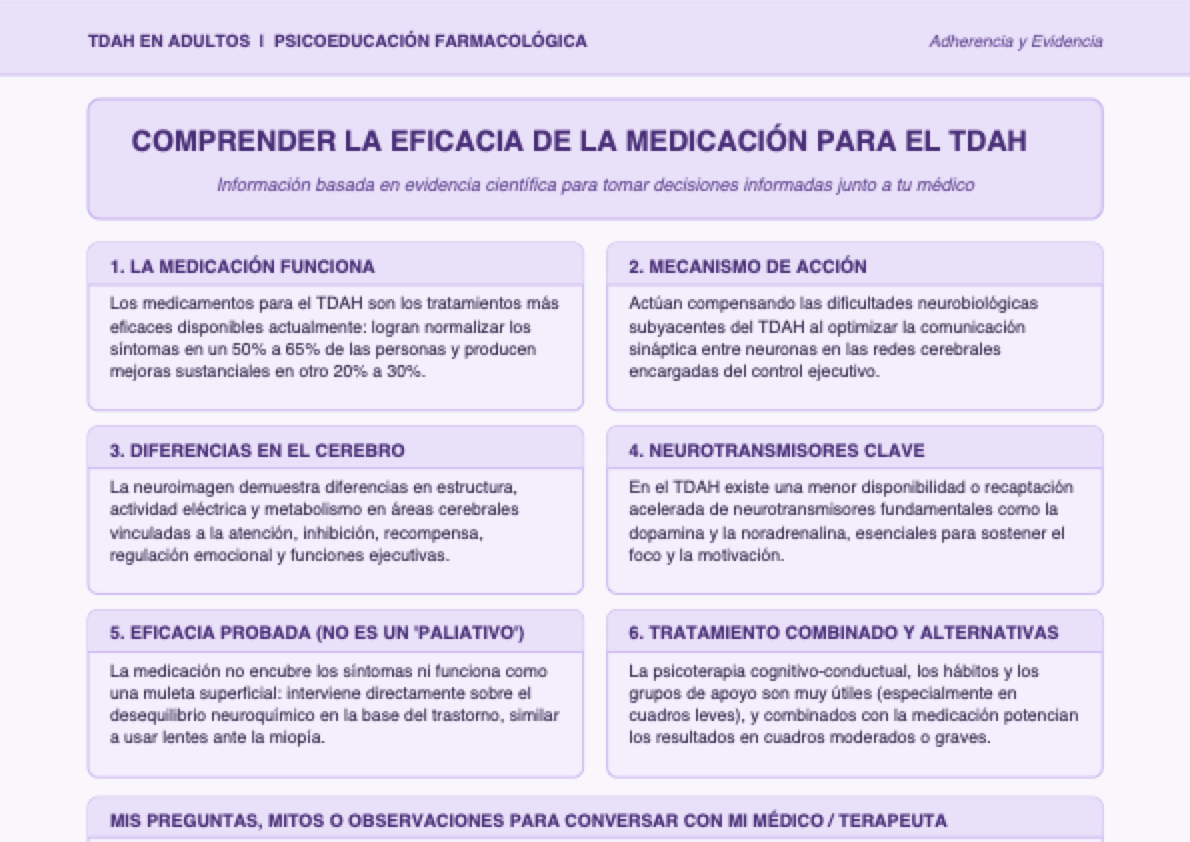 TDAH EN ADULTOS | PSICOEDUCACIÓN FARMACOLÓGICA
Adherencia y Evidencia
COMPRENDER LA EFICACIA DE LA MEDICACIÓN PARA EL TDAH
Información basada en evidencia científica para tomar decisiones informadas junto a tu médico
1. LA MEDICACIÓN FUNCIONA
Los medicamentos para el TDAH son los tratamientos más
eficaces disponibles actualmente: logran normalizar los
síntomas en un 50% a 65% de las personas y producen
mejoras sustanciales en otro 20% a 30%.
2. MECANISMO DE ACCIÓN
Actúan compensando las dificultades neurobiológicas
subyacentes del TDAH al optimizar la comunicación
sináptica entre neuronas en las redes cerebrales
encargadas del control ejecutivo.
3. DIFERENCIAS EN EL CEREBRO
La neuroimagen demuestra diferencias en estructura,
actividad eléctrica y metabolismo en áreas cerebrales
vinculadas a la atención, inhibición, recompensa,
regulación emocional y funciones ejecutivas.
4. NEUROTRANSMISORES CLAVE
En el TDAH existe una menor disponibilidad o recaptación
acelerada de neurotransmisores fundamentales como la
dopamina y la noradrenalina, esenciales para sostener el
foco y la motivación.
5. EFICACIA PROBADA (NO ES UN "PALIATIVO")
La medicación no encubre los síntomas ni funciona como
una muleta superficial: interviene directamente sobre el
desequilibrio neuroquímico en la base del trastorno, similar
a usar lentes ante la miopía.
6. TRATAMIENTO COMBINADO Y ALTERNATIVAS
La psicoterapia cognitivo-conductual, los hábitos y los
grupos de apoyo son muy útiles (especialmente en
cuadros leves), y combinados con la medicación potencian
los resultados en cuadros moderados o graves.
MIS PREGUNTAS, MITOS O OBSERVACIONES PARA CONVERSAR CON MI MÉDICO / TERAPEUTA